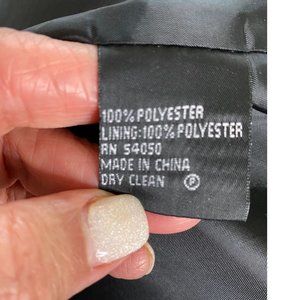 100% POLYESTER
LINING:100% POLYESTER
RN 54050
MADE IN CHINA
DRY CLEAN Ⓟ